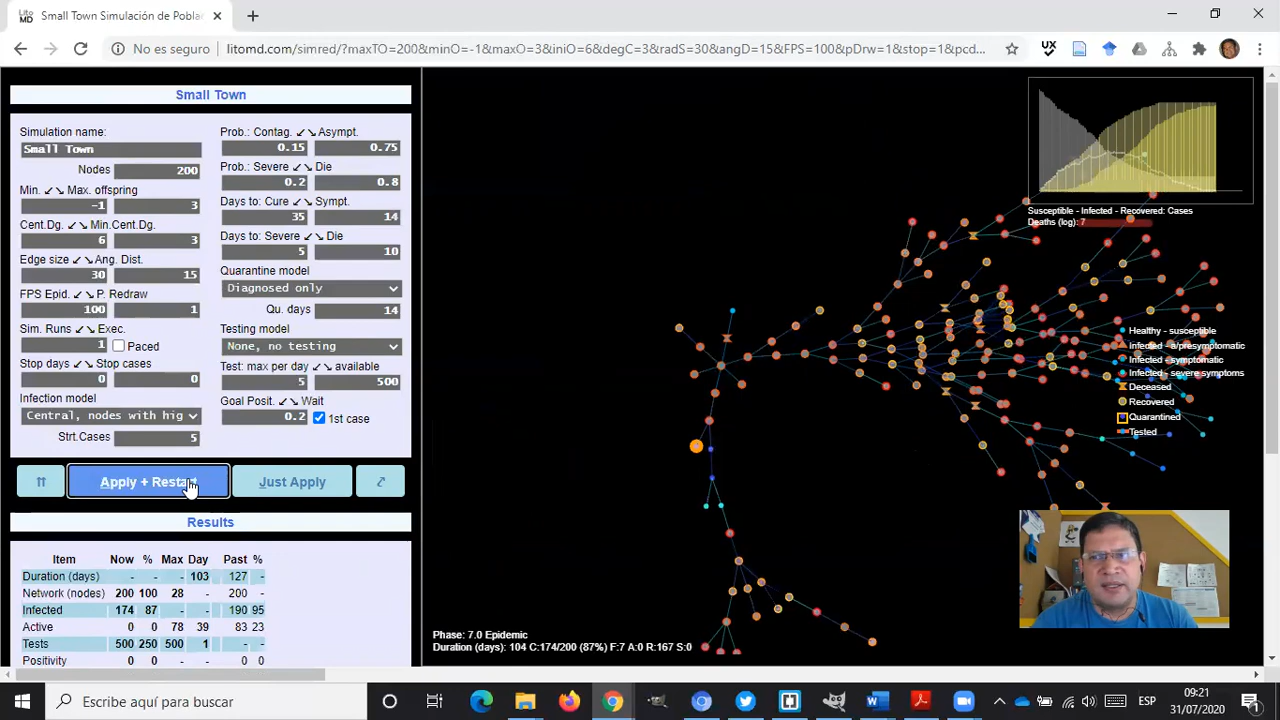 Lito MD
Small Town Simulación de Pobla
No es seguro
litomd.com/simred/?maxTO=200&minO=-1&maxO=3&iniO=6&degC=3&radS=30&angD=15&FPS=100&pDrw=1&stop=1&pcd...
UX
Small Town
Simulation name:
Small Town
Nodes 200
Min. ↙↘ Max. offspring
-1 3
Cent.Dg. ↙↘ Min.Cent.Dg.
6 3
Edge size ↙↘ Ang. Dist.
30 15
FPS Epid. ↙↘ P. Redraw
100 1
Sim. Runs ↙↘ Exec.
1 Paced
Stop days ↙↘ Stop cases
0 0
Infection model
Central, nodes with hig
Strt.Cases 5
Prob.: Contag. ↙↘ Asympt.
0.15 0.75
Prob.: Severe ↙↘ Die
0.2 0.8
Days to: Cure ↙↘ Sympt.
35 14
Days to: Severe ↙↘ Die
5 10
Quarantine model
Diagnosed only
Qu. days 14
Testing model
None, no testing
Test: max per day ↙↘ available
5 500
Goal Posit. ↙↘ Wait
0.2 1st case
⇈ Apply + Restart Just Apply ⤢
Results
Item Now % Max Day Past %
Duration (days) - - - 103 127 -
Network (nodes) 200 100 28 - 200 -
Infected 174 87 - - 190 95
Active 0 0 78 39 83 23
Tests 500 250 500 1 - -
Positivity 0 0 - - 0 0
Susceptible - Infected - Recovered: Cases
Deaths (log): 7
Healthy - susceptible
Infected - a/presymptomatic
Infected - symptomatic
Infected - severe symptoms
Deceased
Recovered
Quarantined
Tested
Phase: 7.0 Epidemic
Duration (days): 104 C:174/200 (87%) F:7 A:0 R:167 S:0
Escribe aquí para buscar
ESP
09:21
31/07/2020
1